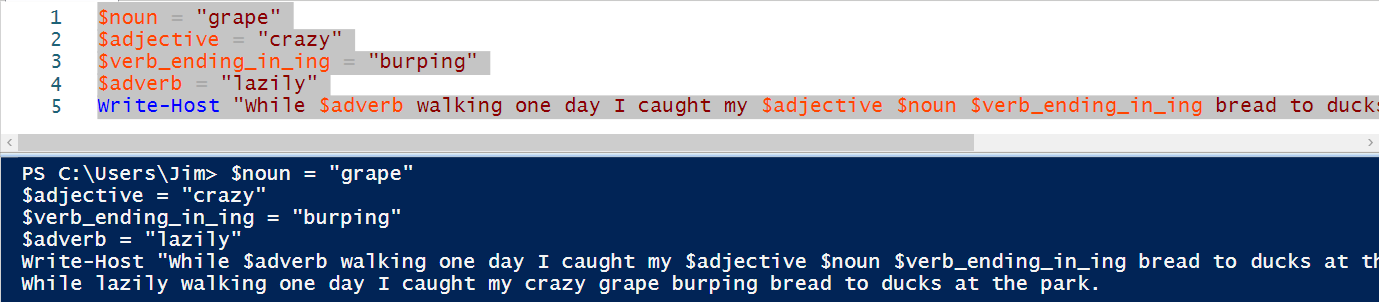 1 $noun = "grape"
2 $adjective = "crazy"
3 $verb_ending_in_ing = "burping"
4 $adverb = "lazily"
5 Write-Host "While $adverb walking one day I caught my $adjective $noun $verb_ending_in_ing bread to ducks
PS C:\Users\Jim> $noun = "grape"
$adjective = "crazy"
$verb_ending_in_ing = "burping"
$adverb = "lazily"
Write-Host "While $adverb walking one day I caught my $adjective $noun $verb_ending_in_ing bread to ducks at th
While lazily walking one day I caught my crazy grape burping bread to ducks at the park.